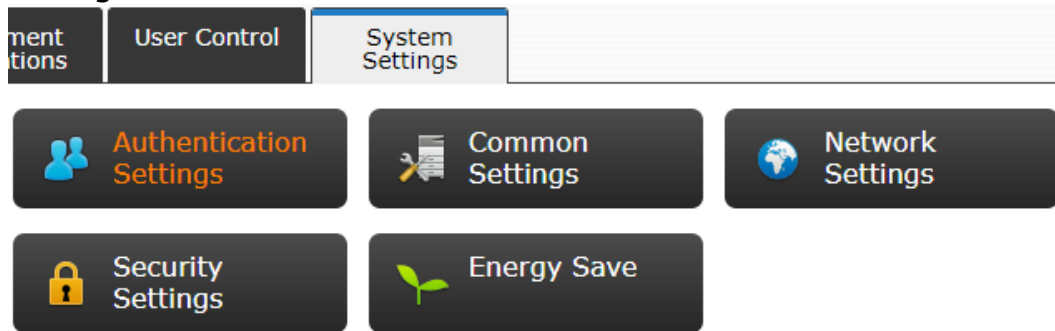 User Control
System
Settings
Authentication
Settings
Common
Settings
Network
Settings
Security
Settings
Energy Save